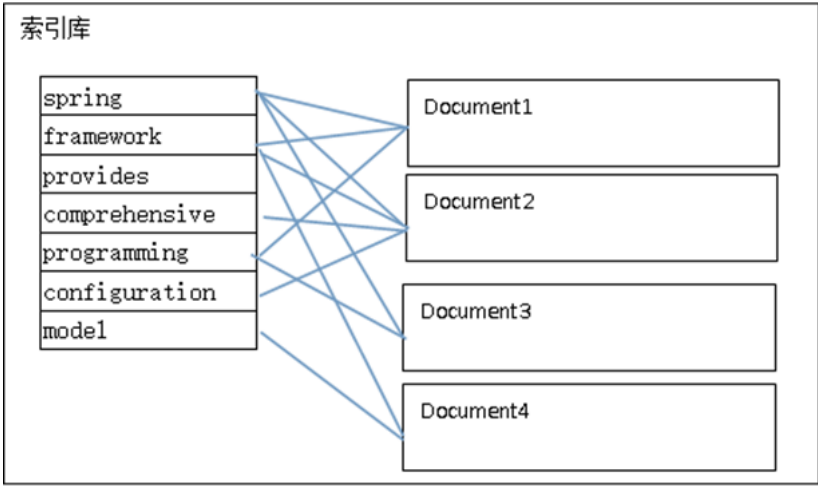 索引库
spring
framework
provides
comprehensive
programming
configuration
model
Document1
Document2
Document3
Document4